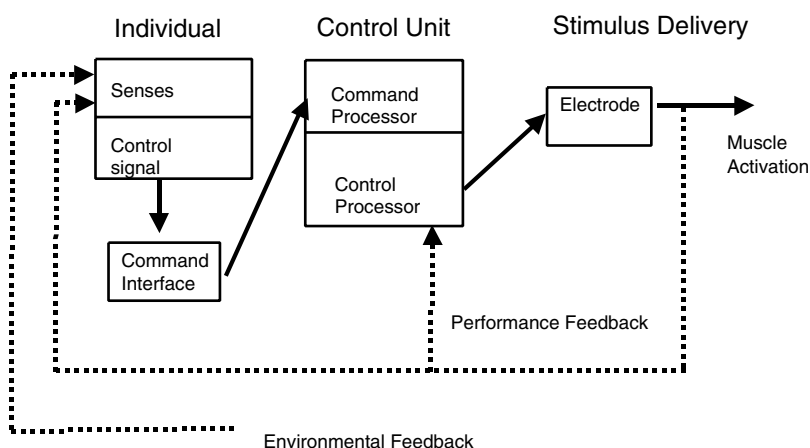 Individual
Control Unit
Stimulus Delivery
Senses
Control
signal
Command
Interface
Command
Processor
Control
Processor
Electrode
Muscle
Activation
Performance Feedback
Environmental Feedback